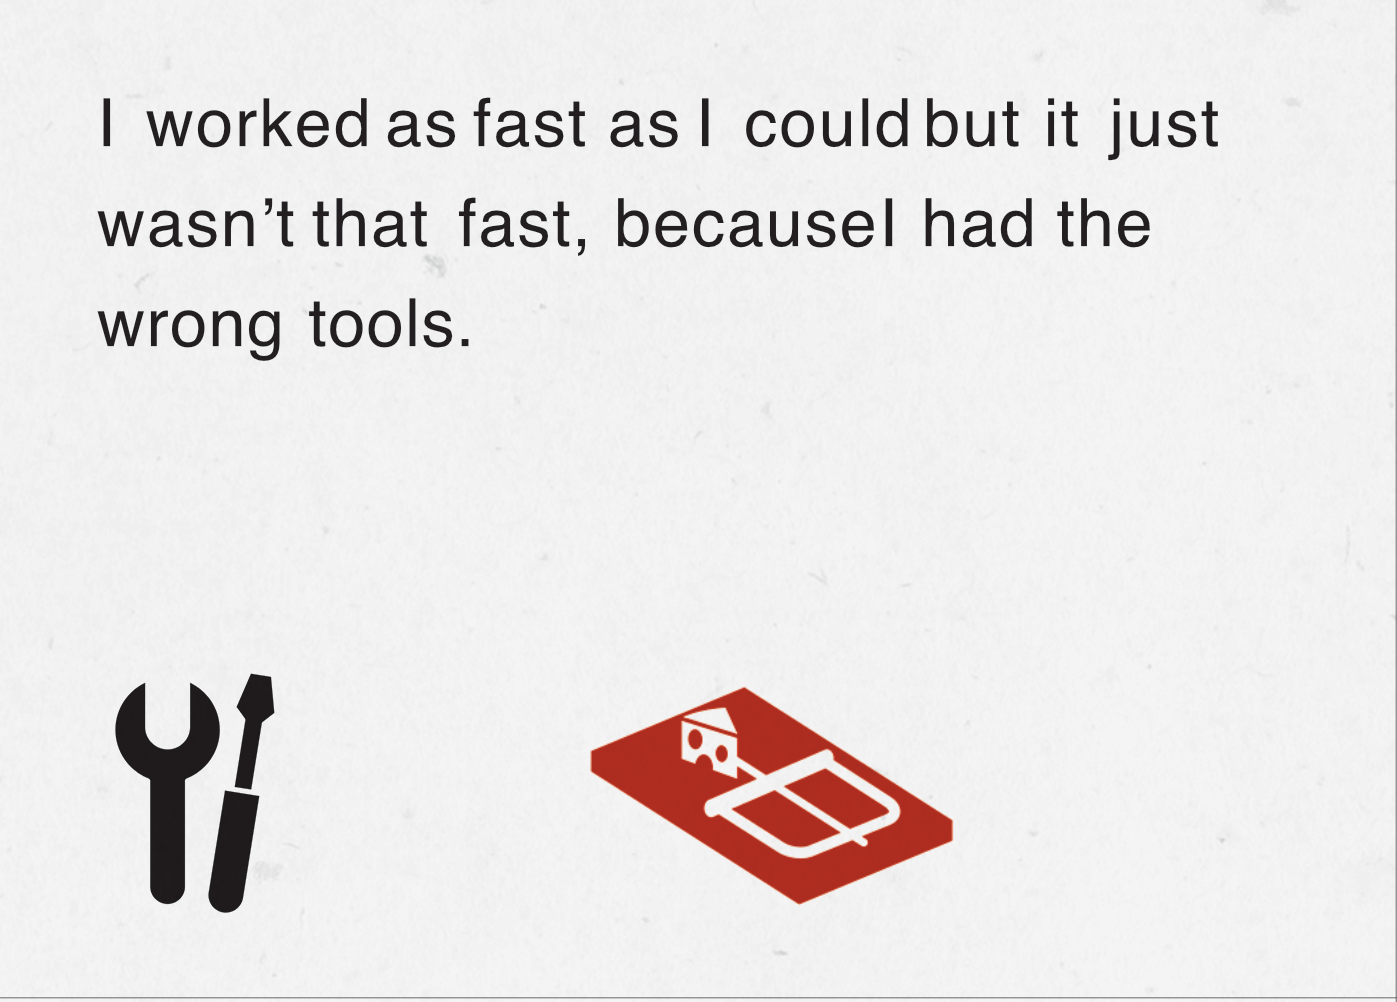 I worked as fast as I could but it just
wasn’t that fast, becauseI had the
wrong tools.